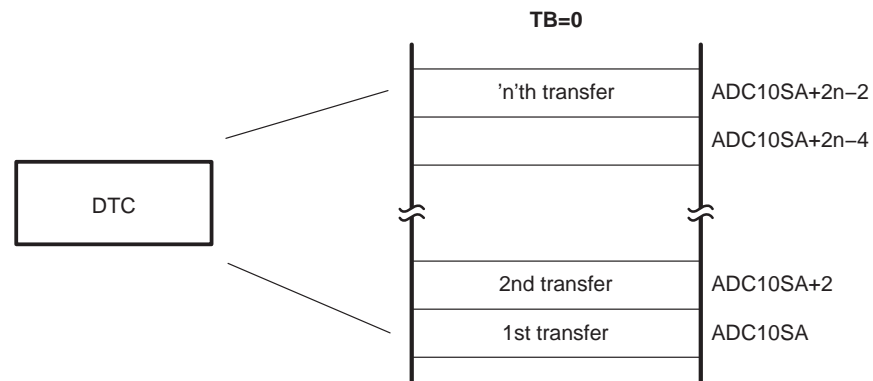 TB=0
'n'th transfer ADC10SA+2n−2
ADC10SA+2n−4
DTC
2nd transfer ADC10SA+2
1st transfer ADC10SA